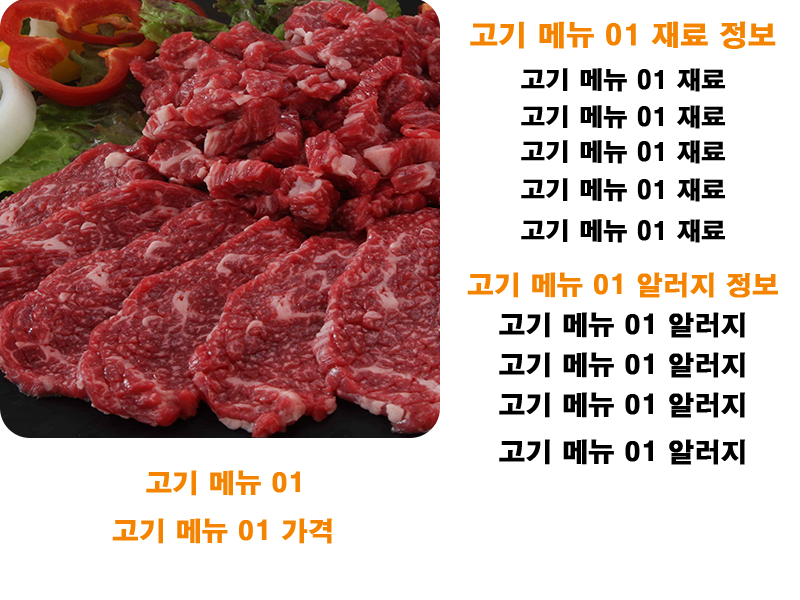 고기 메뉴 01 재료 정보
고기 메뉴 01 재료
고기 메뉴 01 재료
고기 메뉴 01 재료
고기 메뉴 01 재료
고기 메뉴 01 재료
고기 메뉴 01 알러지 정보
고기 메뉴 01 알러지
고기 메뉴 01 알러지
고기 메뉴 01 알러지
고기 메뉴 01 알러지
고기 메뉴 01
고기 메뉴 01 가격